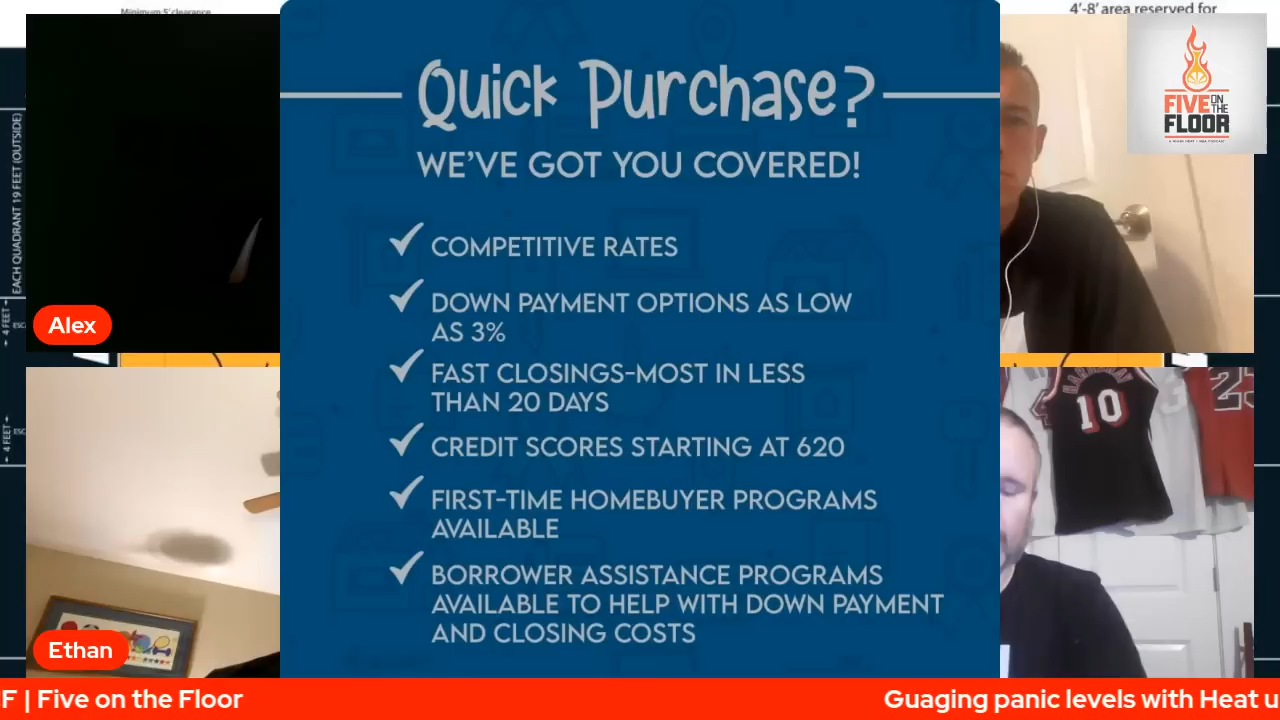 Minimum 5' clearance
4'-8' area reserved for
EACH QUADRANT 19 FEET (OUTSIDE)
4 FEET
ESC
4 FEET
ESC
Quick Purchase?
WE'VE GOT YOU COVERED!
COMPETITIVE RATES
DOWN PAYMENT OPTIONS AS LOW
AS 3%
FAST CLOSINGS-MOST IN LESS
THAN 20 DAYS
CREDIT SCORES STARTING AT 620
FIRST-TIME HOMEBUYER PROGRAMS
AVAILABLE
BORROWER ASSISTANCE PROGRAMS
AVAILABLE TO HELP WITH DOWN PAYMENT
AND CLOSING COSTS
FIVE ON THE
FLOOR
Alex
Ethan
HARDAWAY
10
23
F | Five on the Floor
Guaging panic levels with Heat u